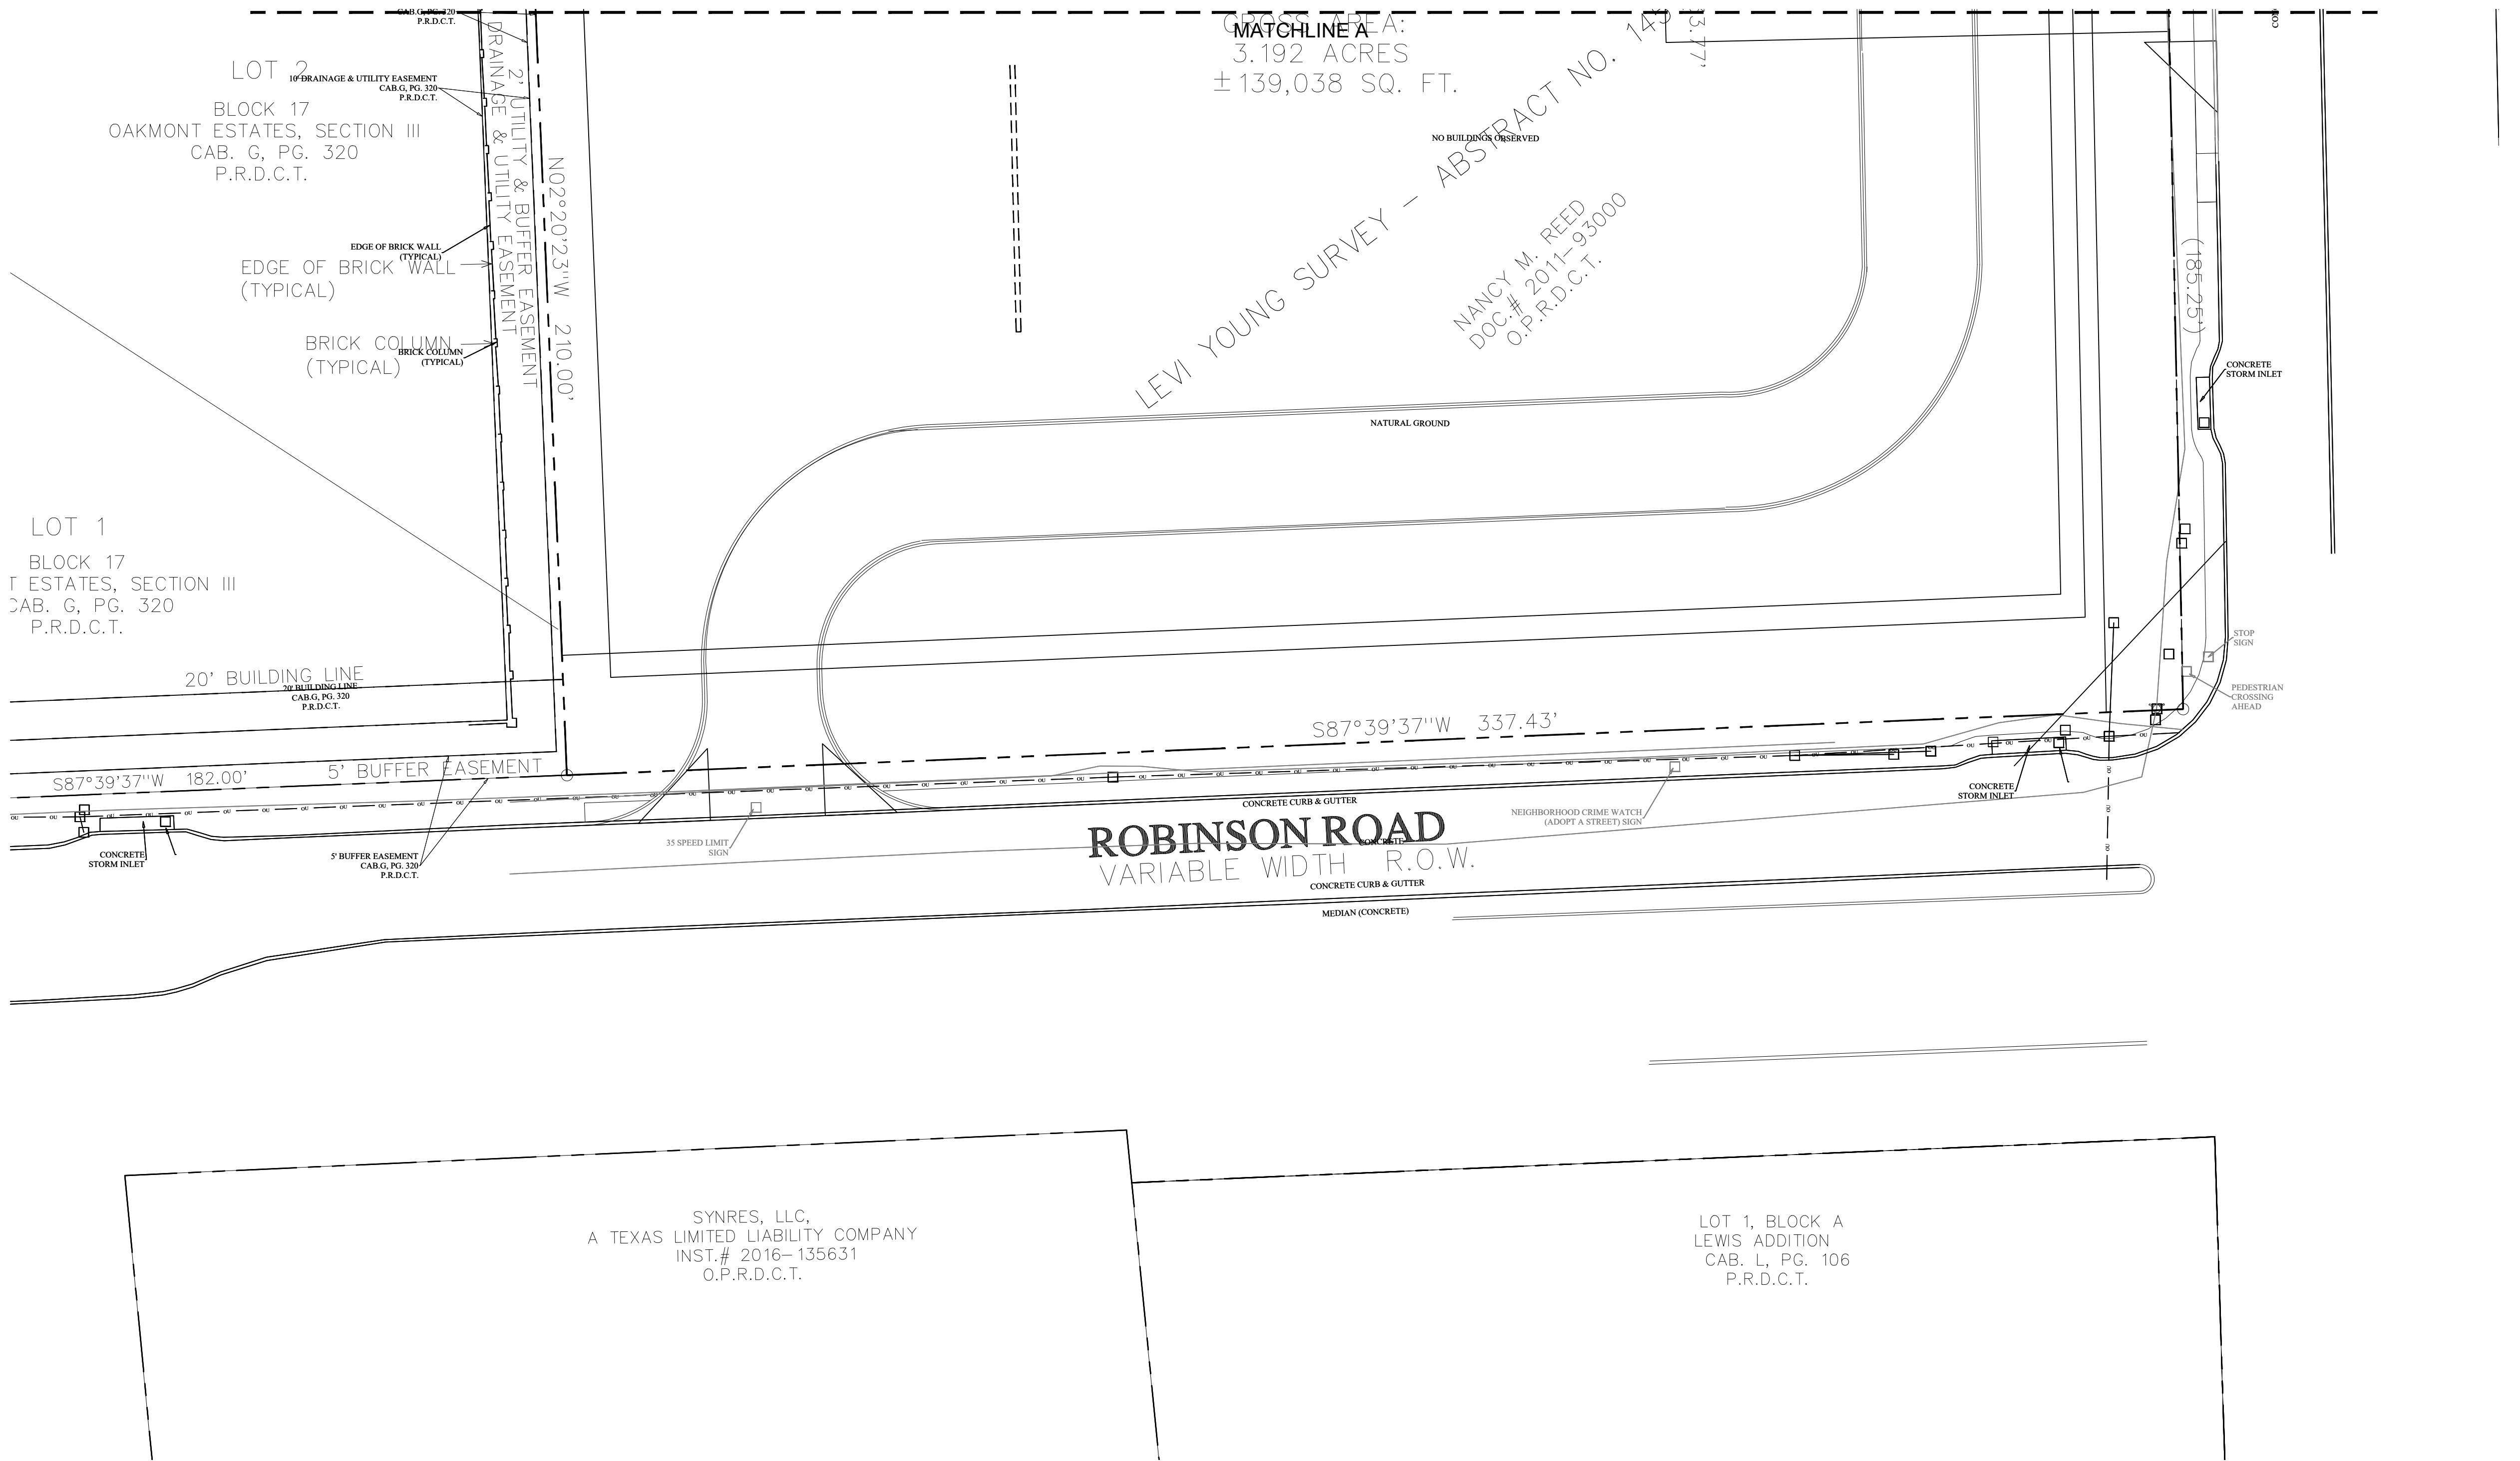 CAB.G, PG. 320
P.R.D.C.T.
GROSS AREA:
MATCHLINE A
3.192 ACRES
±139,038 SQ. FT.
LOT 2
10' DRAINAGE & UTILITY EASEMENT
CAB.G, PG. 320
P.R.D.C.T.
BLOCK 17
OAKMONT ESTATES, SECTION III
CAB. G, PG. 320
P.R.D.C.T.
DRAINAGE & UTILITY EASEMENT
2' UTILITY & BUFFER EASEMENT
N02°20'23"W 210.00'
NO BUILDINGS OBSERVED
LEVI YOUNG SURVEY - ABSTRACT NO.
NANCY M. REED
DOC.# 2011-93000
O.P.R.D.C.T.
(185.25')
EDGE OF BRICK WALL
(TYPICAL)
EDGE OF BRICK WALL
(TYPICAL)
BRICK COLUMN
(TYPICAL)
BRICK COLUMN
(TYPICAL)
CONCRETE
STORM INLET
NATURAL GROUND
LOT 1
BLOCK 17
ESTATES, SECTION III
CAB. G, PG. 320
P.R.D.C.T.
20' BUILDING LINE
20' BUILDING LINE
CAB.G, PG. 320
P.R.D.C.T.
STOP
SIGN
PEDESTRIAN
CROSSING
AHEAD
S87°39'37"W 337.43'
S87°39'37"W 182.00'
5' BUFFER EASEMENT
CONCRETE
STORM INLET
CONCRETE CURB & GUTTER
NEIGHBORHOOD CRIME WATCH
(ADOPT A STREET) SIGN
35 SPEED LIMIT
SIGN
CONCRETE
STORM INLET
5' BUFFER EASEMENT
CAB.G, PG. 320
P.R.D.C.T.
ROBINSON ROAD
CONCRETE
VARIABLE WIDTH R.O.W.
CONCRETE CURB & GUTTER
MEDIAN (CONCRETE)
SYNRES, LLC,
A TEXAS LIMITED LIABILITY COMPANY
INST.# 2016-135631
O.P.R.D.C.T.
LOT 1, BLOCK A
LEWIS ADDITION
CAB. L, PG. 106
P.R.D.C.T.